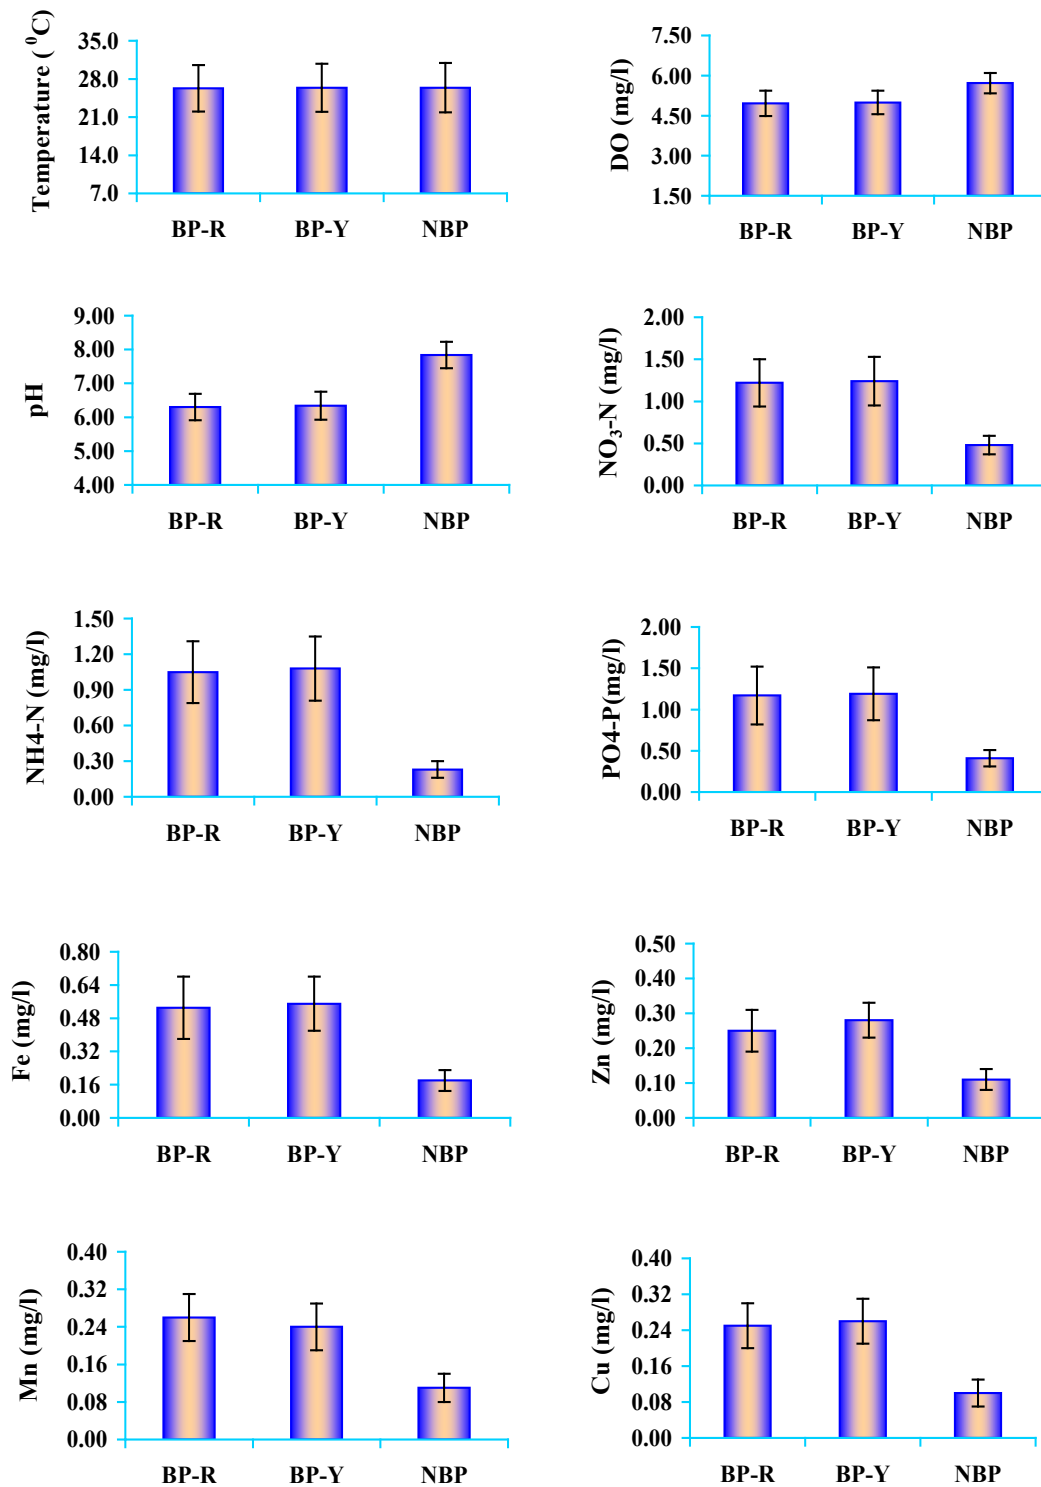 Temperature ( ⁰C)
35.0
28.0
21.0
14.0
7.0
BP-R BP-Y NBP
DO (mg/l)
7.50
6.00
4.50
3.00
1.50
BP-R BP-Y NBP
pH
9.00
8.00
7.00
6.00
5.00
4.00
BP-R BP-Y NBP
NO₃-N (mg/l)
2.00
1.50
1.00
0.50
0.00
BP-R BP-Y NBP
NH4-N (mg/l)
1.50
1.20
0.90
0.60
0.30
0.00
BP-R BP-Y NBP
PO4-P(mg/l)
2.00
1.50
1.00
0.50
0.00
BP-R BP-Y NBP
Fe (mg/l)
0.80
0.64
0.48
0.32
0.16
0.00
BP-R BP-Y NBP
Zn (mg/l)
0.50
0.40
0.30
0.20
0.10
0.00
BP-R BP-Y NBP
Mn (mg/l)
0.40
0.32
0.24
0.16
0.08
0.00
BP-R BP-Y NBP
Cu (mg/l)
0.40
0.32
0.24
0.16
0.08
0.00
BP-R BP-Y NBP